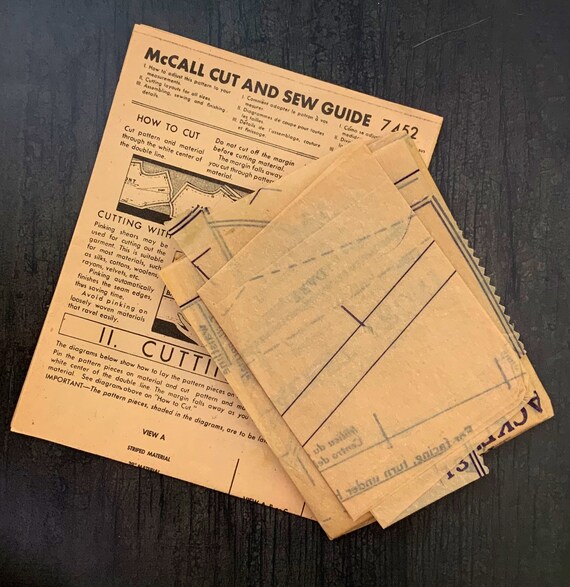 McCALL CUT AND SEW GUIDE 7452
I. How to adjust this pattern to your
measurements.
II. Cutting layouts for all sizes.
III. Assembling, sewing and finishing
details.
I. Comment adapter le patron à vos
mesures.
II. Diagrammes de coupe pour toutes
les tailles.
III. Détails de l'assemblage, couture
et finissage.
I. Cómo
HOW TO CUT
Cut pattern and material
through the white center of
the double line.
Do not cut off the margin
before cutting material.
The margin falls away
you cut through patter
material.
CUTTING WITH
Pinking shears may be
used for cutting out the
garment. This is suitable
for most materials, such
as silks, cottons, woolens,
rayons, velvets, etc.
Pinking automatically
finishes the seam edges,
thus saving time.
Avoid pinking on
loosely woven materials
that ravel easily.
II. CUTTIN
The diagrams below show how to lay the pattern pieces on
Pin the pattern pieces on material and cut pattern and
white center of the double line. The margin falls away as you
material. See diagram above on "How to Cut."
IMPORTANT—The pattern pieces, shaded in the diagrams, are to be
VIEW A
STRIPED MATERIAL
For facing, turn under